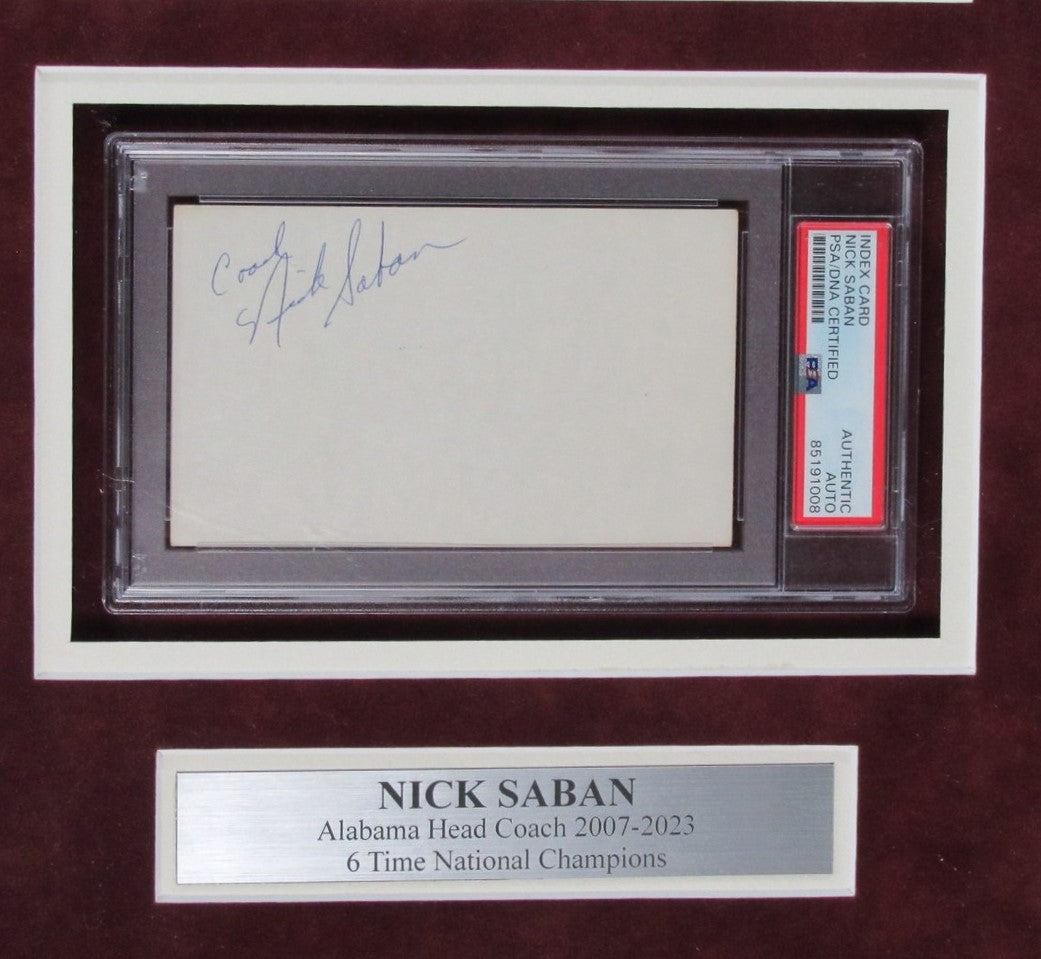 Coach
Nick Saban
INDEX CARD
NICK SABAN
PSA/DNA CERTIFIED
AUTHENTIC
AUTO
85191008
PSA
NICK SABAN
Alabama Head Coach 2007-2023
6 Time National Champions